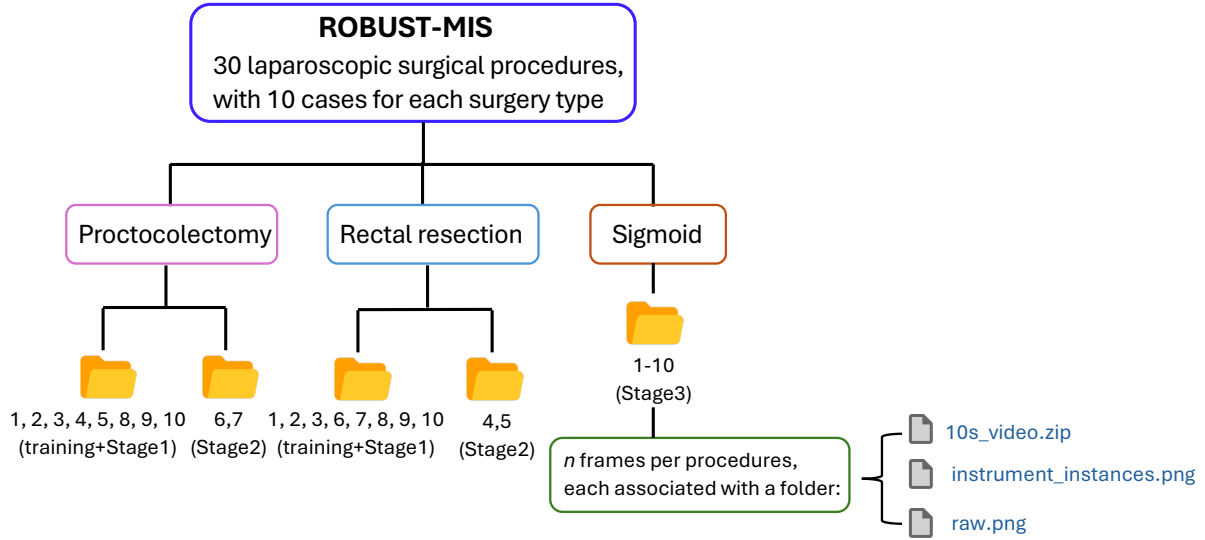 ROBUST-MIS
30 laparoscopic surgical procedures,
with 10 cases for each surgery type
Proctocolectomy
Rectal resection
Sigmoid
1, 2, 3, 4, 5, 8, 9, 10
(training+Stage1)
6,7
(Stage2)
1, 2, 3, 6, 7, 8, 9, 10
(training+Stage1)
4,5
(Stage2)
1-10
(Stage3)
n frames per procedures,
each associated with a folder:
10s_video.zip
instrument_instances.png
raw.png